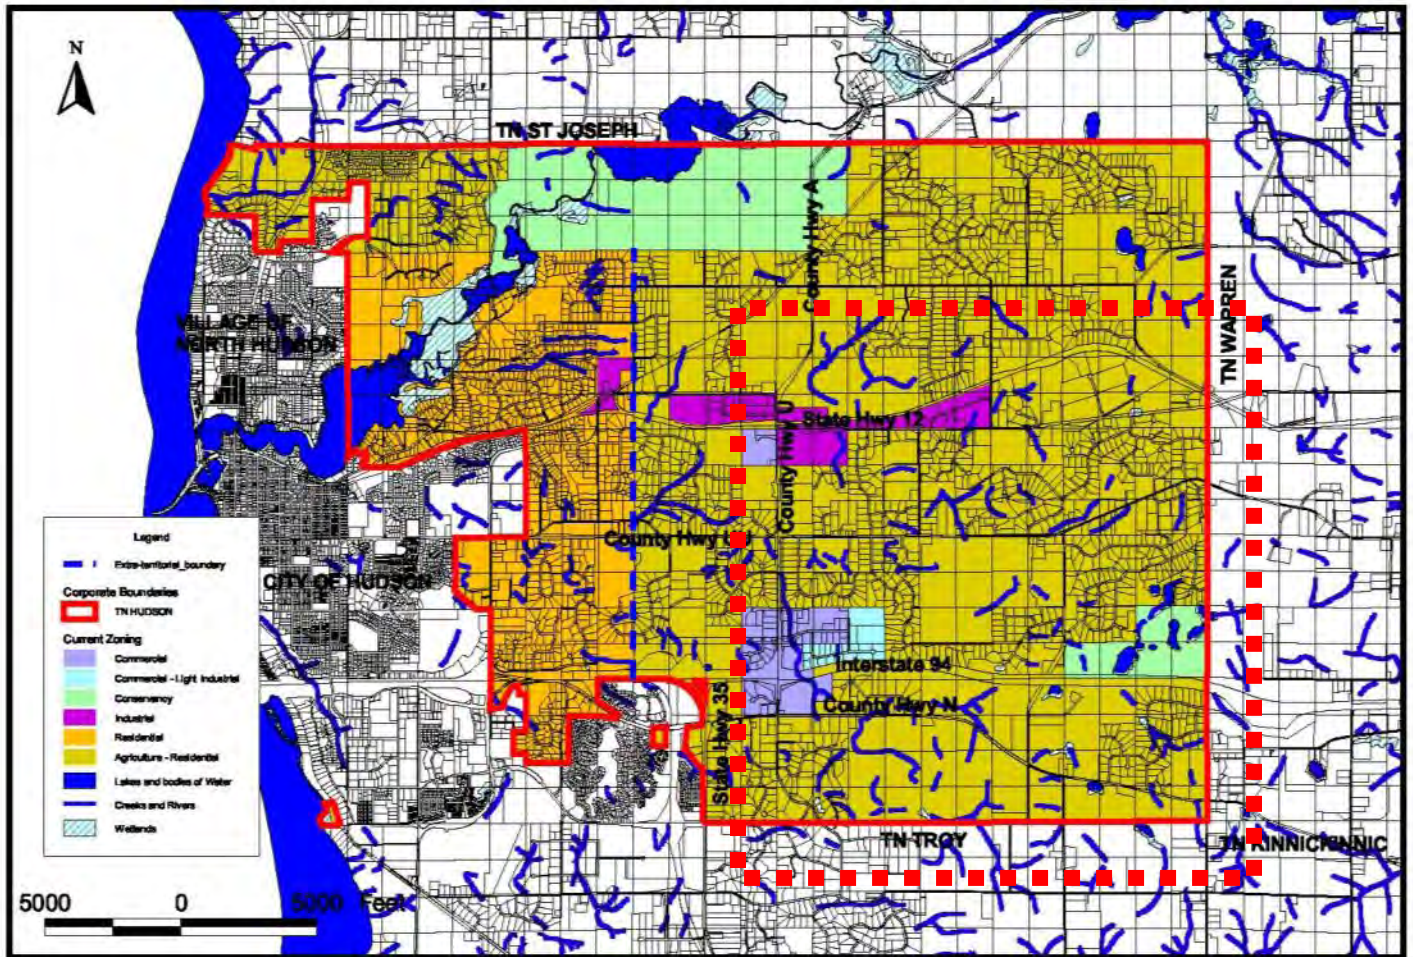 N
TN ST JOSEPH
County Hwy A
TN WARREN
VILLAGE OF
NORTH HUDSON
State Hwy 12
County Hwy U
County Hwy UU
CITY OF HUDSON
Interstate 94
County Hwy N
State Hwy 35
TN TROY
TN KINNICKINNIC
Legend
Extra-territorial_boundary
Corporate Boundaries
TN HUDSON
Current Zoning
Commercial
Commercial - Light Industrial
Conservancy
Industrial
Residential
Agriculture - Residential
Lakes and bodies of Water
Creeks and Rivers
Wetlands
5000 0 5000 Feet